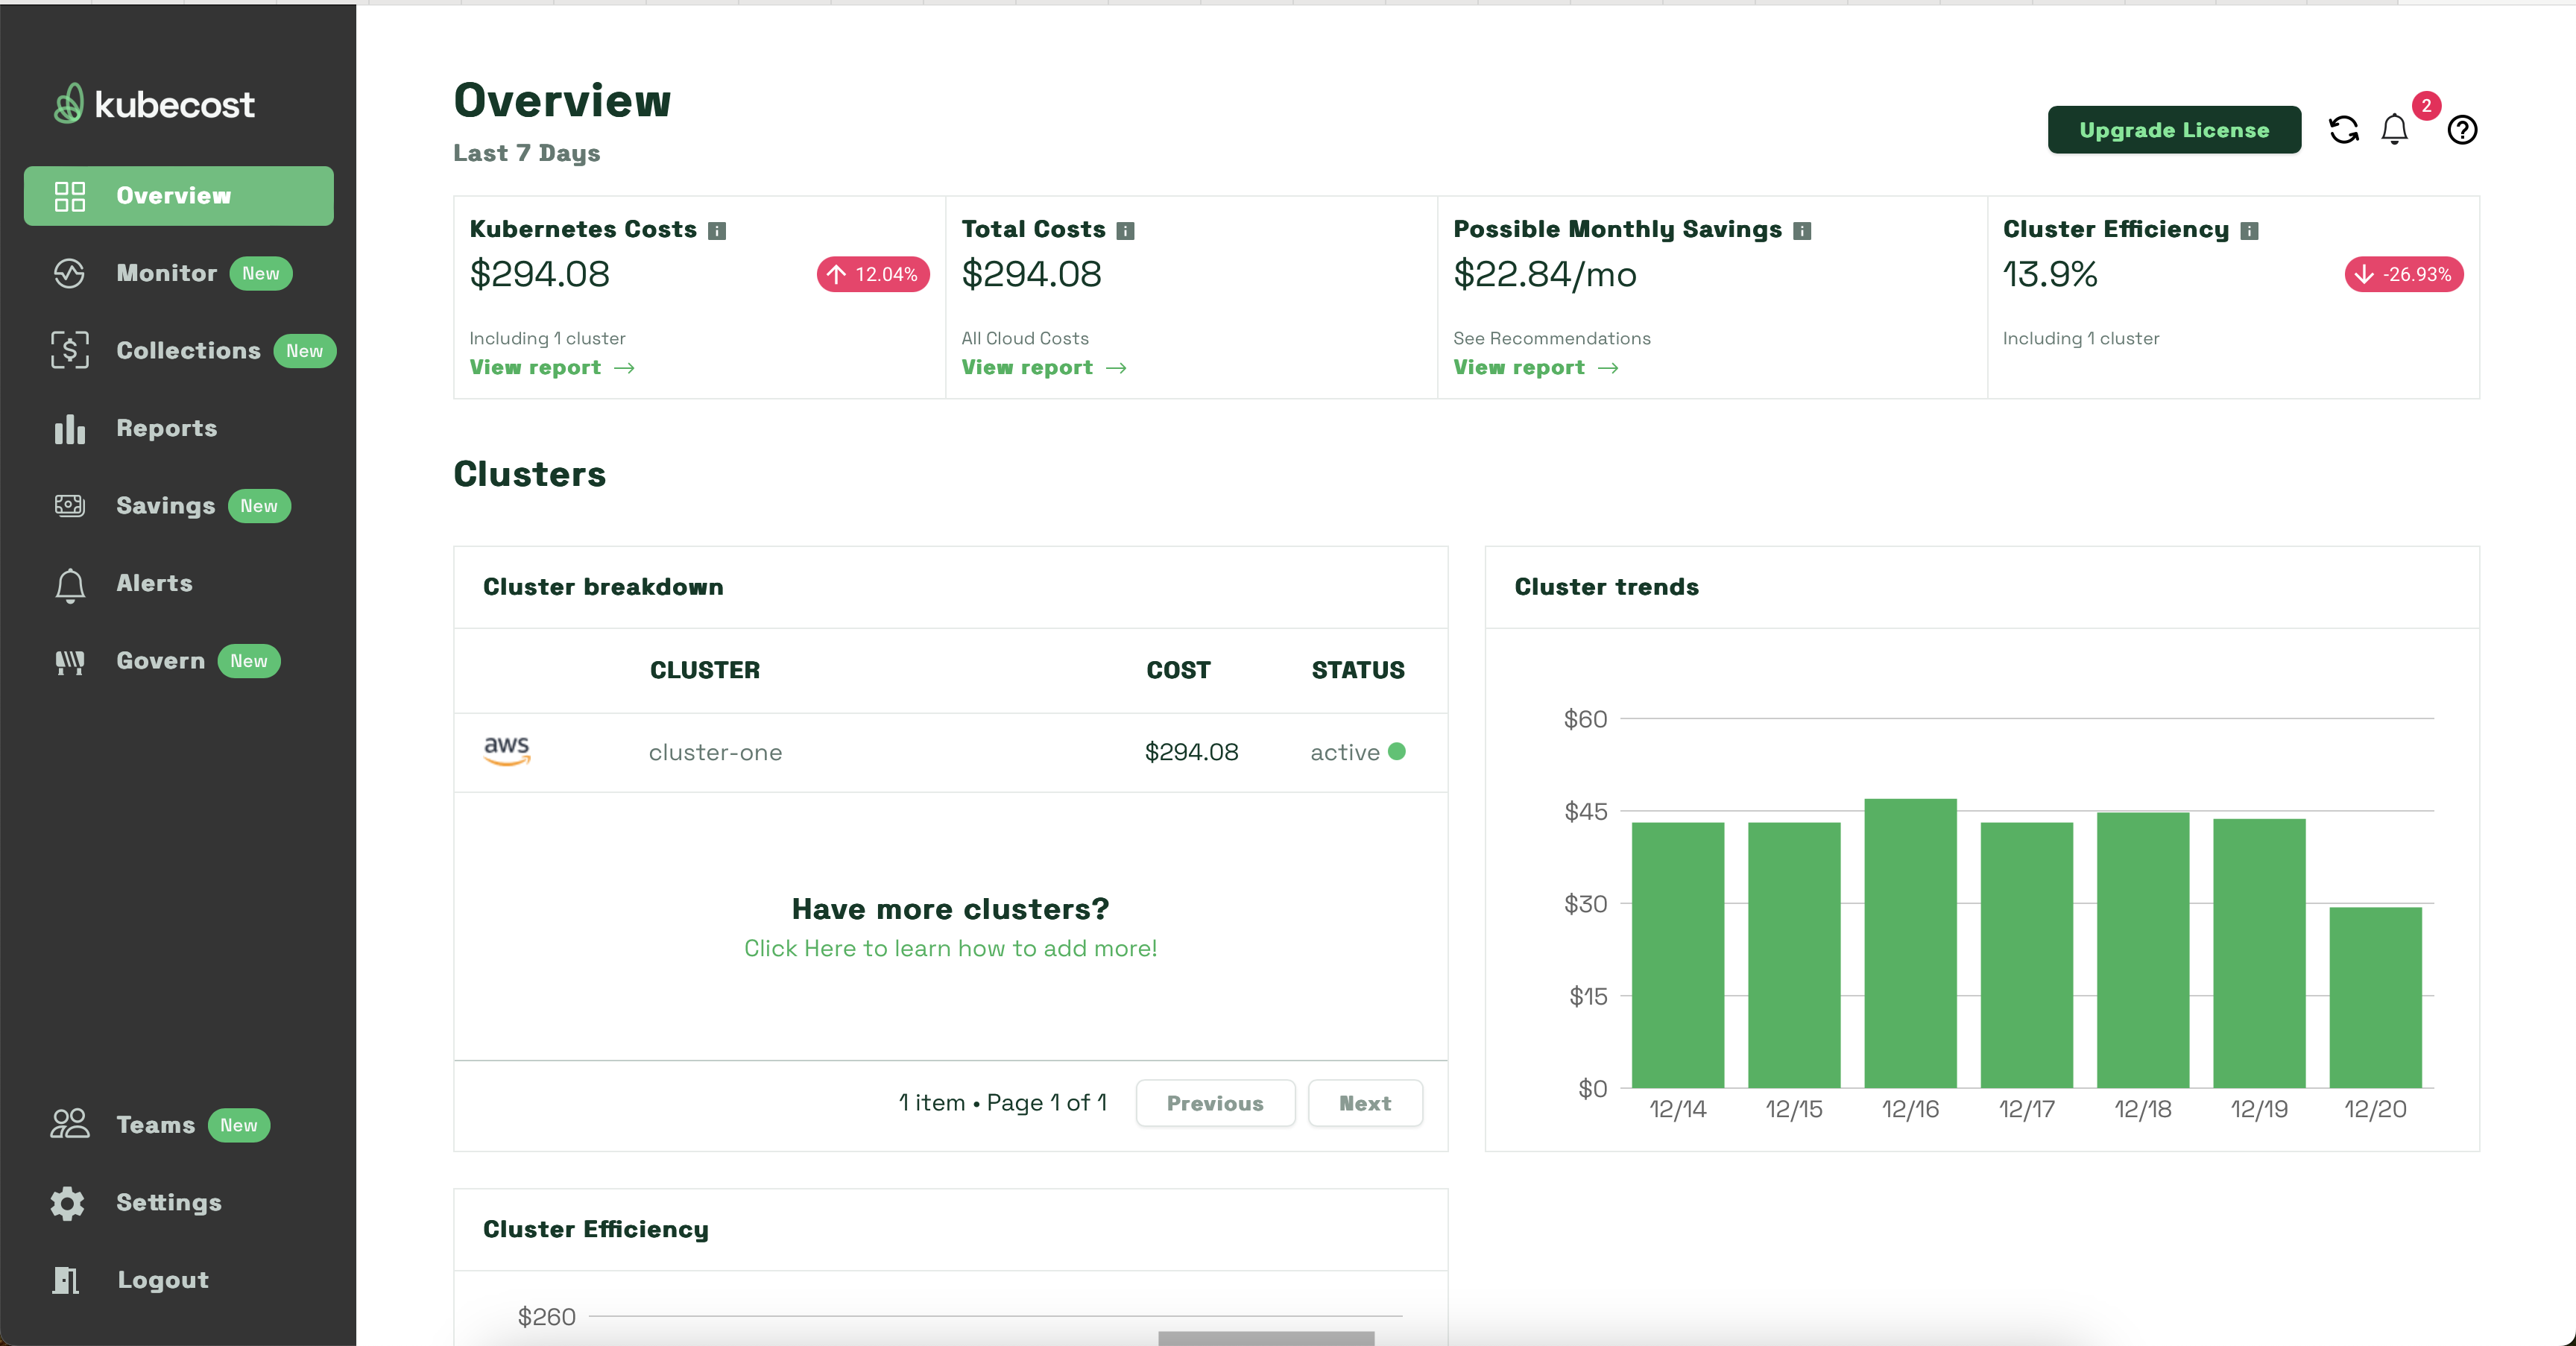 kubecost
Overview
Monitor New
Collections New
Reports
Savings New
Alerts
Govern New
Teams New
Settings
Logout
Overview
Last 7 Days
Upgrade License
2
Kubernetes Costs
$294.08
12.04%
Including 1 cluster
View report →
Total Costs
$294.08
All Cloud Costs
View report →
Possible Monthly Savings
$22.84/mo
See Recommendations
View report →
Cluster Efficiency
13.9%
-26.93%
Including 1 cluster
Clusters
Cluster breakdown
CLUSTER COST STATUS
aws cluster-one $294.08 active
Have more clusters?
Click Here to learn how to add more!
1 item • Page 1 of 1 Previous Next
Cluster trends
$60
$45
$30
$15
$0
12/14 12/15 12/16 12/17 12/18 12/19 12/20
Cluster Efficiency
$260